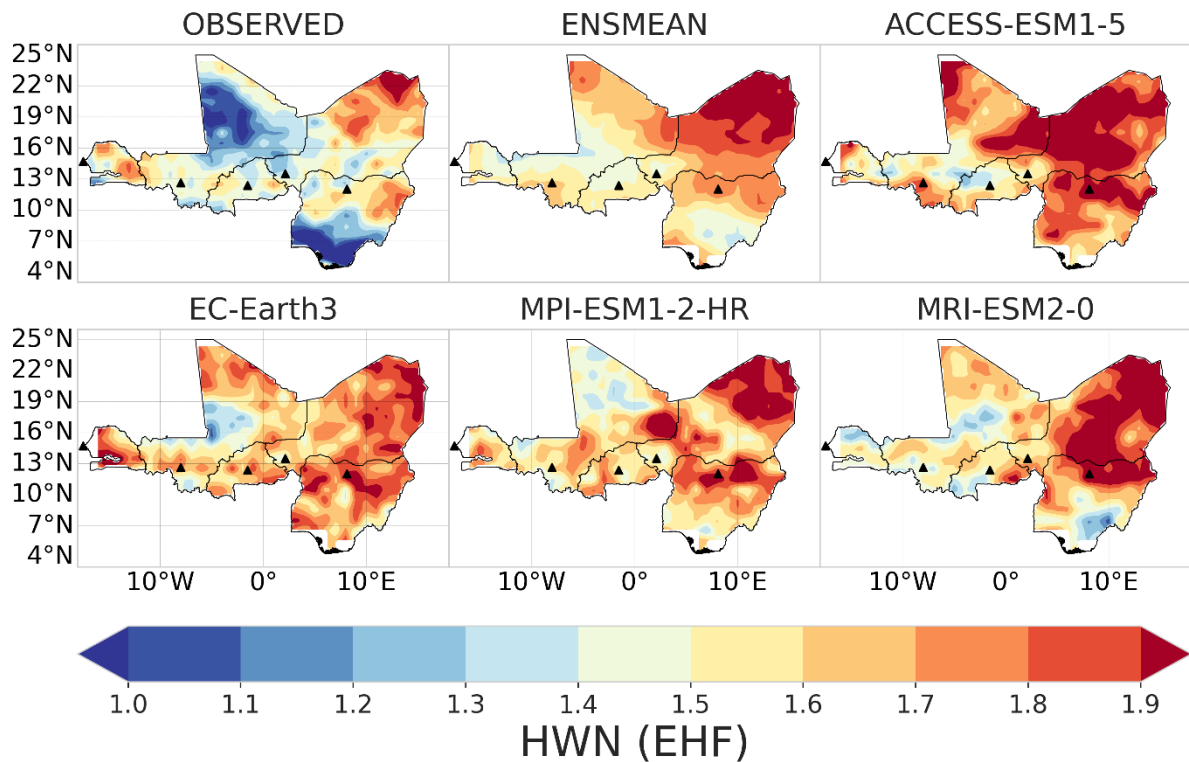 OBSERVED ENSMEAN ACCESS-ESM1-5
25°N
22°N
19°N
16°N
13°N
10°N
7°N
4°N
EC-Earth3 MPI-ESM1-2-HR MRI-ESM2-0
25°N
22°N
19°N
16°N
13°N
10°N
7°N
4°N
10°W 0° 10°E 10°W 0° 10°E 10°W 0° 10°E
1.0 1.1 1.2 1.3 1.4 1.5 1.6 1.7 1.8 1.9
HWN (EHF)